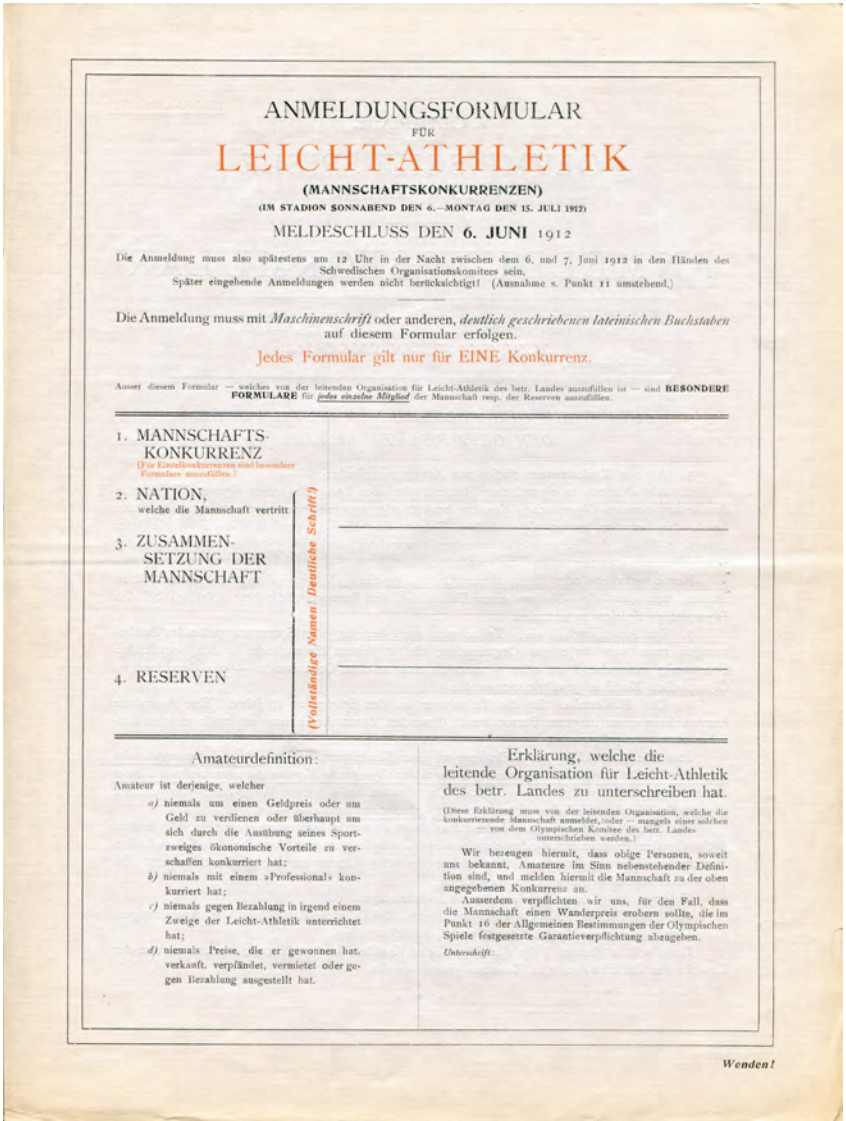 ANMELDUNGSFORMULAR
FÜR
LEICHT-ATHLETIK
(MANNSCHAFTSKONKURRENZEN)
(IM STADION SONNABEND DEN 6.—MONTAG DEN 15. JULI 1912)
MELDESCHLUSS DEN 6. JUNI 1912
Die Anmeldung muss also spätestens um 12 Uhr in der Nacht zwischen dem 6. und 7. Juni 1912 in den Händen des
Schwedischen Organisationskomitees sein.
Später eingehende Anmeldungen werden nicht berücksichtigt! (Ausnahme s. Punkt 11 umstehend.)
Die Anmeldung muss mit Maschinenschrift oder anderen, deutlich geschriebenen lateinischen Buchstaben
auf diesem Formular erfolgen.
Jedes Formular gilt nur für EINE Konkurrenz.
Ausser diesem Formular — welches von der leitenden Organisation für Leicht-Athletik des betr. Landes auszufüllen ist — sind BESONDERE
FORMULARE für jedes einzelne Mitglied der Mannschaft resp. der Reserven auszufüllen.
1. MANNSCHAFTS-
KONKURRENZ
(Für Einzelkonkurrenzen sind besondere
Formulare auszufüllen.)
2. NATION,
welche die Mannschaft vertritt
3. ZUSAMMEN-
SETZUNG DER
MANNSCHAFT
4. RESERVEN
(Vollständige Namen! Deutliche Schrift!)
Amateurdefinition:
Amateur ist derjenige, welcher
a) niemals um einen Geldpreis oder um
Geld zu verdienen oder überhaupt um
sich durch die Ausübung seines Sport-
zweiges ökonomische Vorteile zu ver-
schaffen konkurriert hat;
b) niemals mit einem »Professional» kon-
kurriert hat;
c) niemals gegen Bezahlung in irgend einem
Zweige der Leicht-Athletik unterrichtet
hat;
d) niemals Preise, die er gewonnen hat,
verkauft, verpfändet, vermietet oder ge-
gen Bezahlung ausgestellt hat.
Erklärung, welche die
leitende Organisation für Leicht-Athletik
des betr. Landes zu unterschreiben hat.
(Diese Erklärung muss von der leitenden Organisation, welche die
konkurrierende Mannschaft anmeldet, oder — mangels einer solchen
— von dem Olympischen Komitee des betr. Landes
unterschrieben werden.)
Wir bezeugen hiermit, dass obige Personen, soweit
uns bekannt, Amateure im Sinn nebenstehender Defini-
tion sind, und melden hiermit die Mannschaft zu der oben
angegebenen Konkurrenz an.
Ausserdem verpflichten wir uns, für den Fall, dass
die Mannschaft einen Wanderpreis erobern sollte, die im
Punkt 16 der Allgemeinen Bestimmungen der Olympischen
Spiele festgesetzte Garantieverpflichtung abzugeben.
Unterschrift:
Wenden!